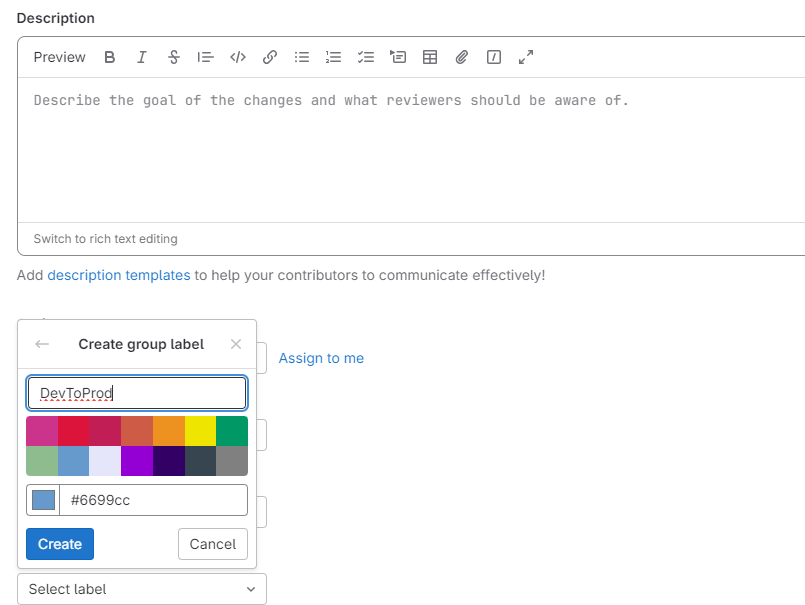 Description
Preview
Describe the goal of the changes and what reviewers should be aware of.
Switch to rich text editing
Add description templates to help your contributors to communicate effectively!
Create group label
Assign to me
DevToProd
#6699cc
Create Cancel
Select label